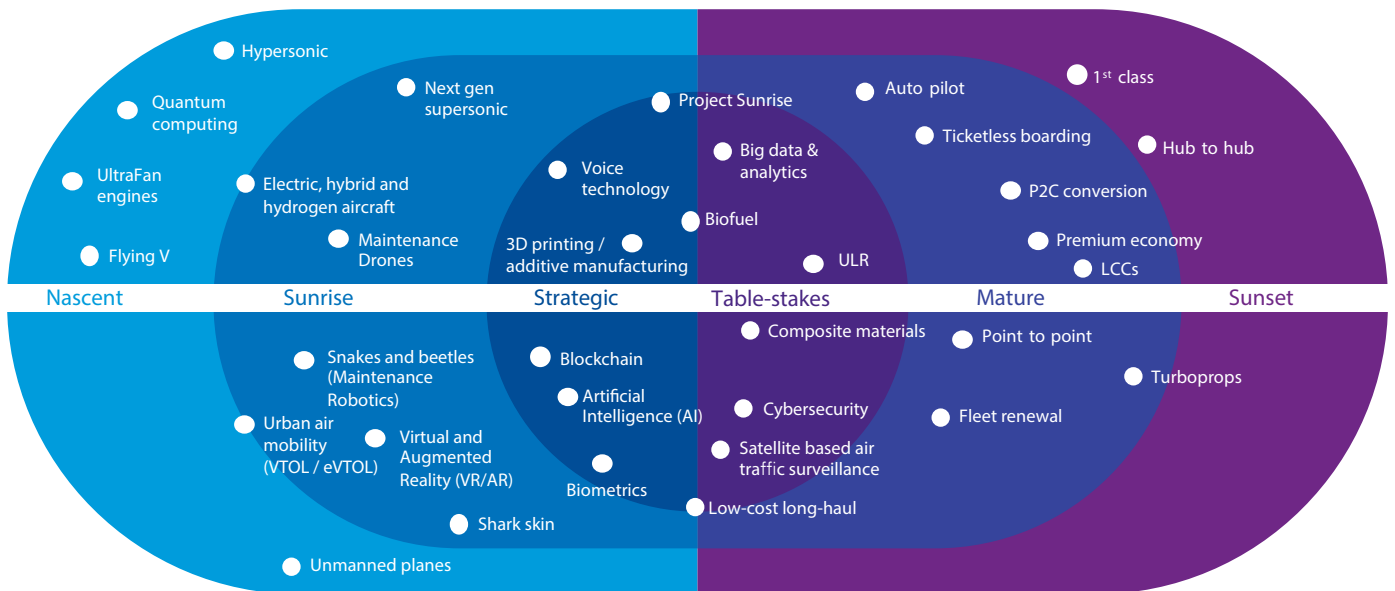 Hypersonic
Quantum
computing
UltraFan
engines
Flying V
Next gen
supersonic
Electric, hybrid and
hydrogen aircraft
Maintenance
Drones
Project Sunrise
Voice
technology
3D printing /
additive manufacturing
Big data &
analytics
Biofuel
ULR
Auto pilot
Ticketless boarding
P2C conversion
Premium economy
LCCs
1st class
Hub to hub
Nascent
Sunrise
Strategic
Table-stakes
Mature
Sunset
Snakes and beetles
(Maintenance
Robotics)
Urban air
mobility
(VTOL / eVTOL)
Virtual and
Augmented
Reality (VR/AR)
Shark skin
Unmanned planes
Blockchain
Artificial
Intelligence (AI)
Biometrics
Composite materials
Cybersecurity
Satellite based air
traffic surveillance
Low-cost long-haul
Point to point
Fleet renewal
Turboprops